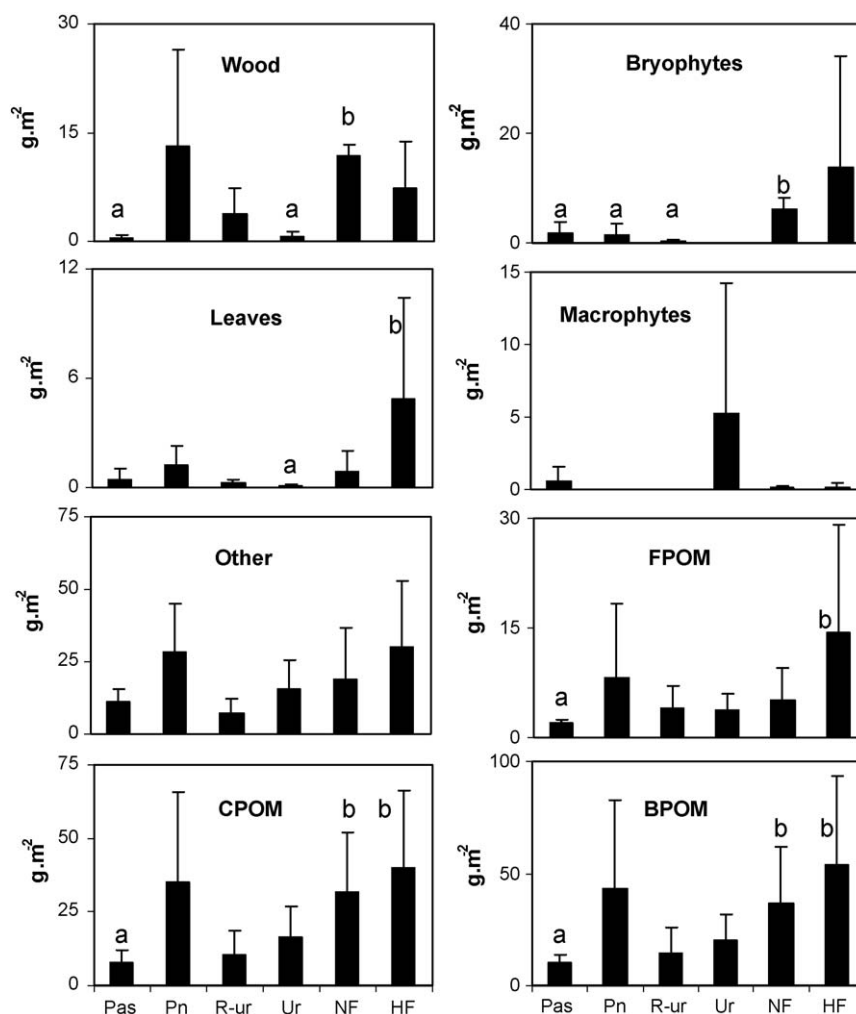 30
Wood
b
g.m-2
15
a
a
0
40
Bryophytes
g.m-2
20
a
a
a
b
0
12
Leaves
b
g.m-2
6
a
0
15
Macrophytes
10
g.m-2
5
0
75
Other
50
g.m-2
25
0
30
FPOM
b
g.m-2
15
a
0
75
CPOM
b
b
50
g.m-2
25
a
0
Pas Pn R-ur Ur NF HF
100
BPOM
b
b
g.m-2
50
a
0
Pas Pn R-ur Ur NF HF